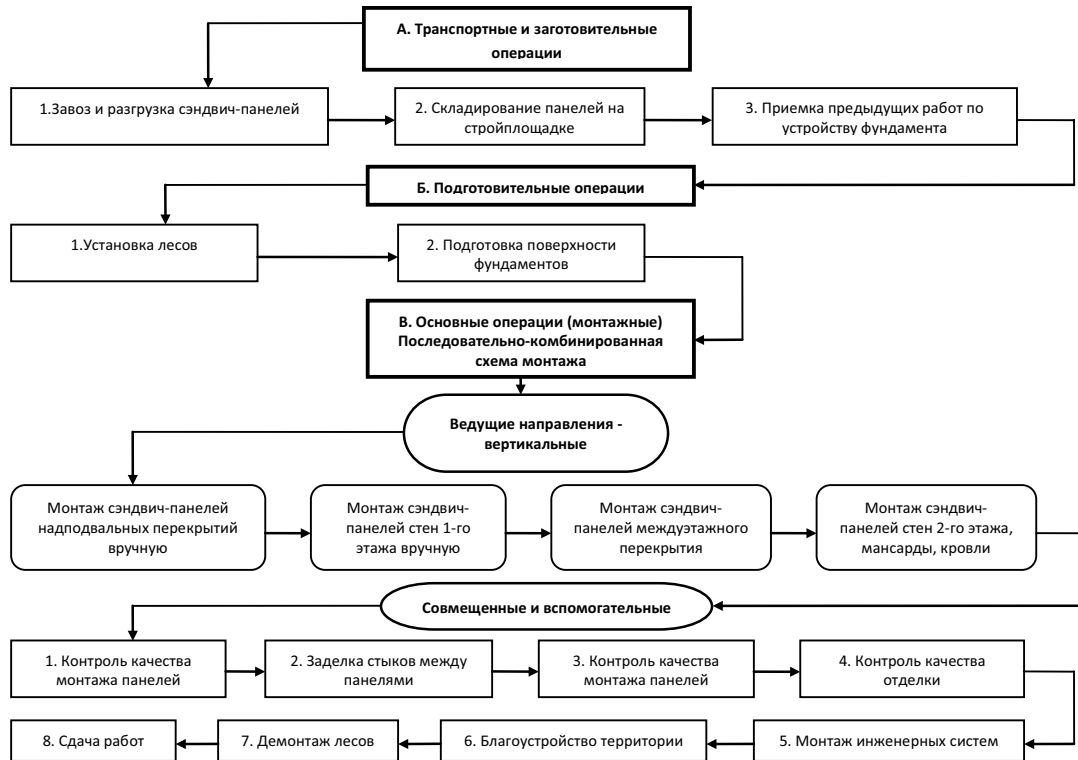 А. Транспортные и заготовительные
операции
1.Завоз и разгрузка сэндвич-панелей
2. Складирование панелей на
стройплощадке
3. Приемка предыдущих работ по
устройству фундамента
Б. Подготовительные операции
1.Установка лесов
2. Подготовка поверхности
фундаментов
В. Основные операции (монтажные)
Последовательно-комбинированная
схема монтажа
Ведущие направления -
вертикальные
Монтаж сэндвич-панелей
надподвальных перекрытий
вручную
Монтаж сэндвич-
панелей стен 1-го
этажа вручную
Монтаж сэндвич-
панелей междуэтажного
перекрытия
Монтаж сэндвич-
панелей стен 2-го этажа,
мансарды, кровли
Совмещенные и вспомогательные
1. Контроль качества
монтажа панелей
2. Заделка стыков между
панелями
3. Контроль качества
монтажа панелей
4. Контроль качества
отделки
8. Сдача работ
7. Демонтаж лесов
6. Благоустройство территории
5. Монтаж инженерных систем